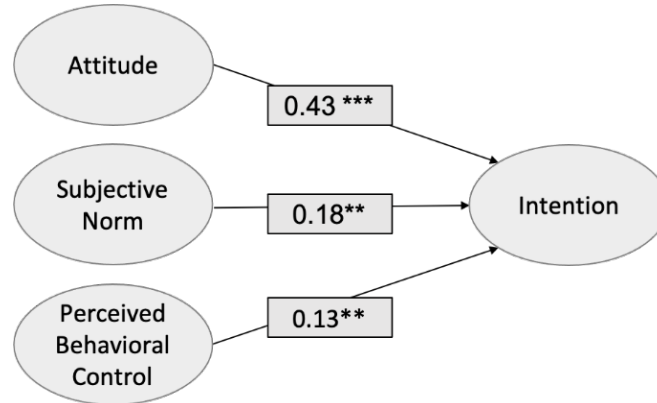 Attitude
0.43 ***
Subjective
Norm
0.18**
Intention
Perceived
Behavioral
Control
0.13**